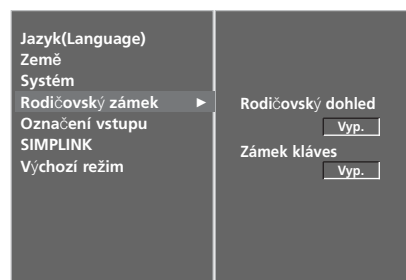 Jazyk(Language)
Země
Systém
Rodičovský zámek ►
Označení vstupu
SIMPLINK
Výchozí režim
Rodičovský dohled
Vyp.
Zámek kláves
Vyp.